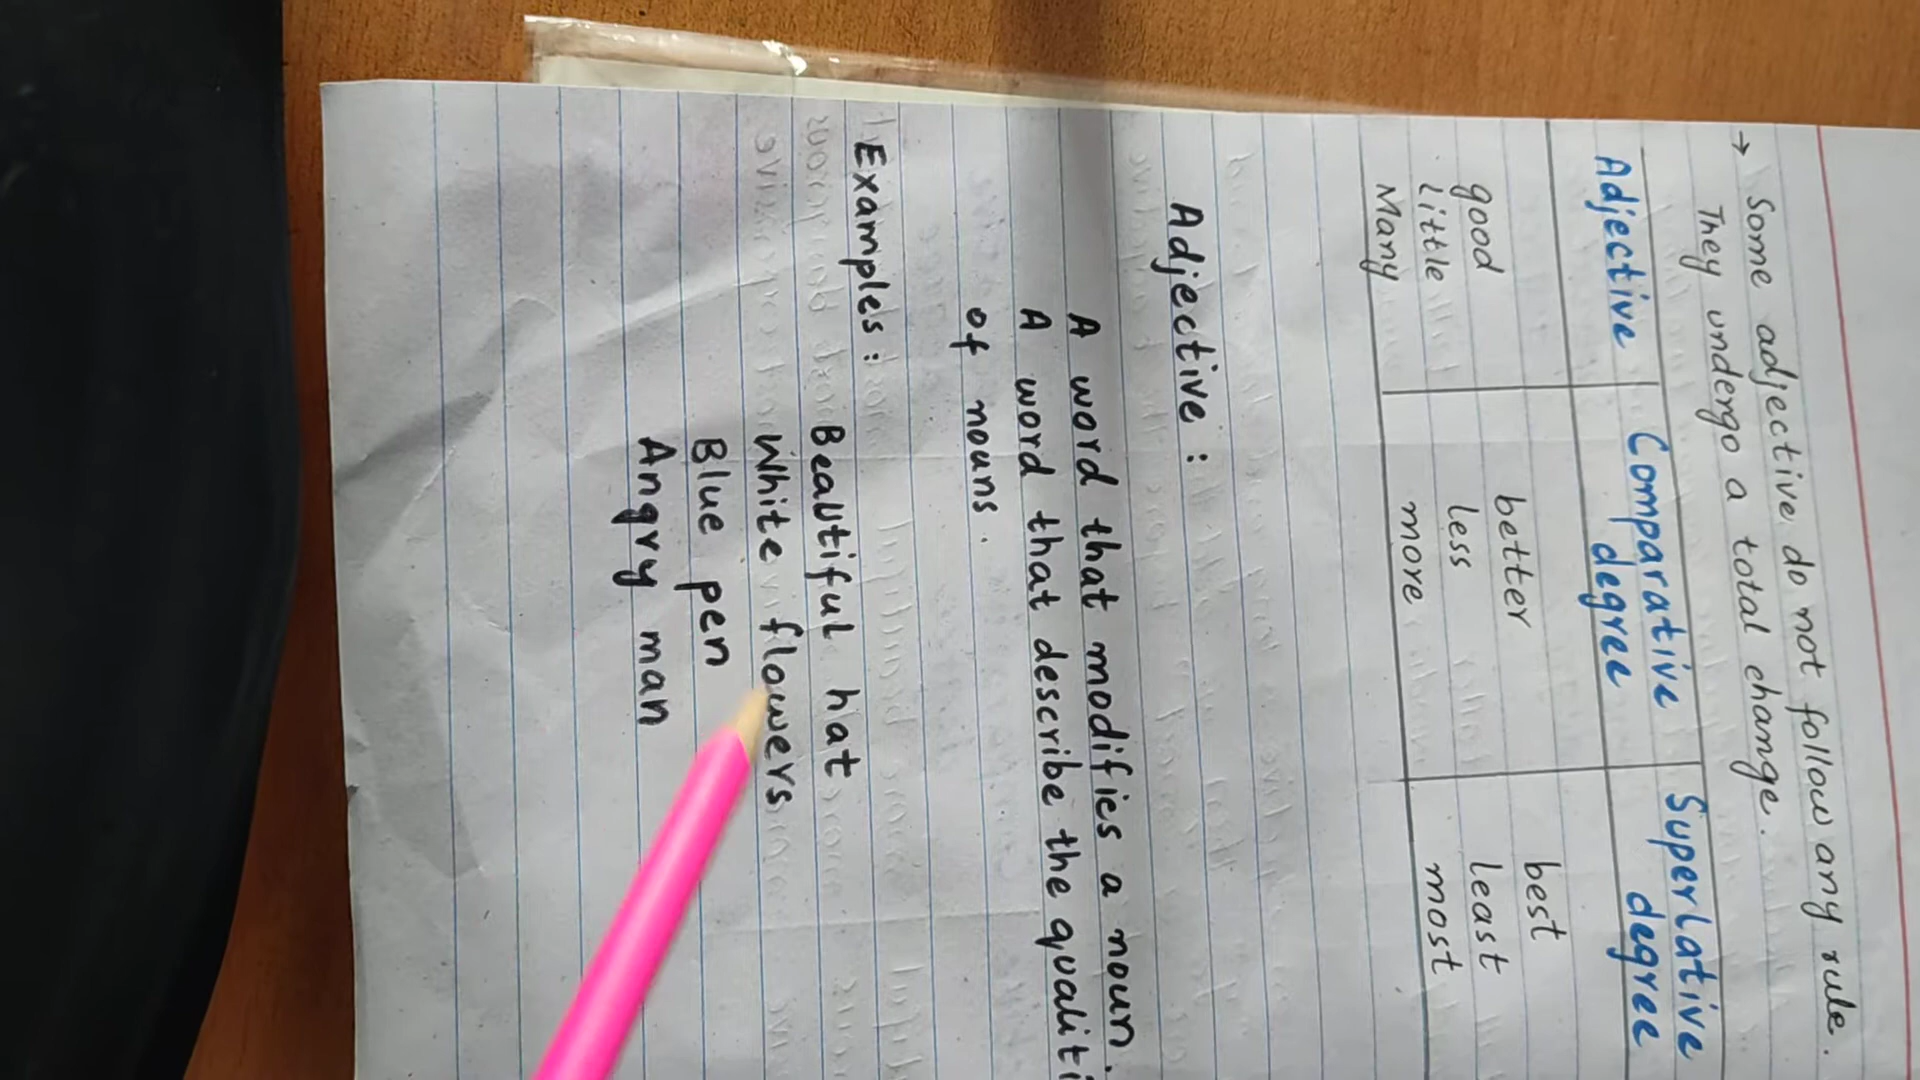 → Some adjective do not follow any rule.
They undergo a total change.
Adjective Comparative degree Superlative degree
good better best
little less least
Many more most
Adjective :
A word that modifies a noun.
A word that describe the qualiti
of nouns.
Examples :
Beautiful hat
White flowers
Blue pen
Angry man